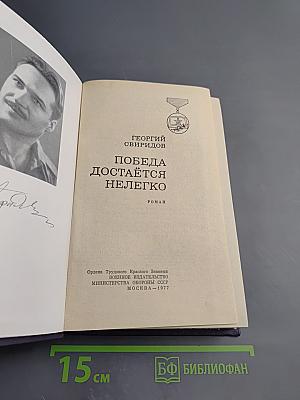 ГЕОРГИЙ
СВИРИДОВ
ПОБЕДА
ДОСТАЁТСЯ
НЕЛЕГКО
РОМАН
Ордена Трудового Красного Знамени
ВОЕННОЕ ИЗДАТЕЛЬСТВО
МИНИСТЕРСТВА ОБОРОНЫ СССР
МОСКВА—1977
15 см
БФ БИБЛИОФАН